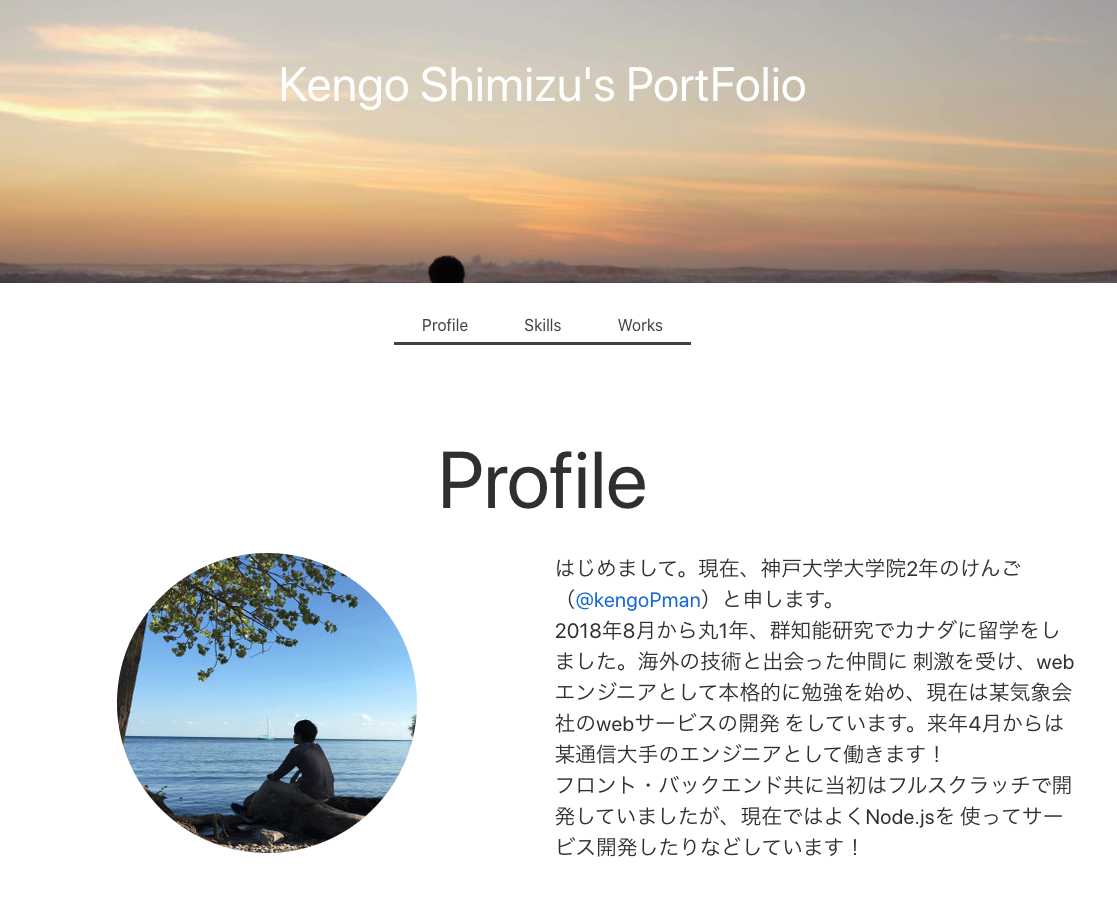 Kengo Shimizu's PortFolio
Profile
Skills
Works
Profile
はじめまして。現在、神戸大学大学院2年のけんご
（@kengoPman）と申します。
2018年8月から丸1年、群知能研究でカナダに留学をし
ました。海外の技術と出会った仲間に 刺激を受け、web
エンジニアとして本格的に勉強を始め、現在は某気象会
社のwebサービスの開発 をしています。来年4月からは
某通信大手のエンジニアとして働きます！
フロント・バックエンド共に当初はフルスクラッチで開
発していましたが、現在ではよくNode.jsを 使ってサー
ビス開発したりなどしています！